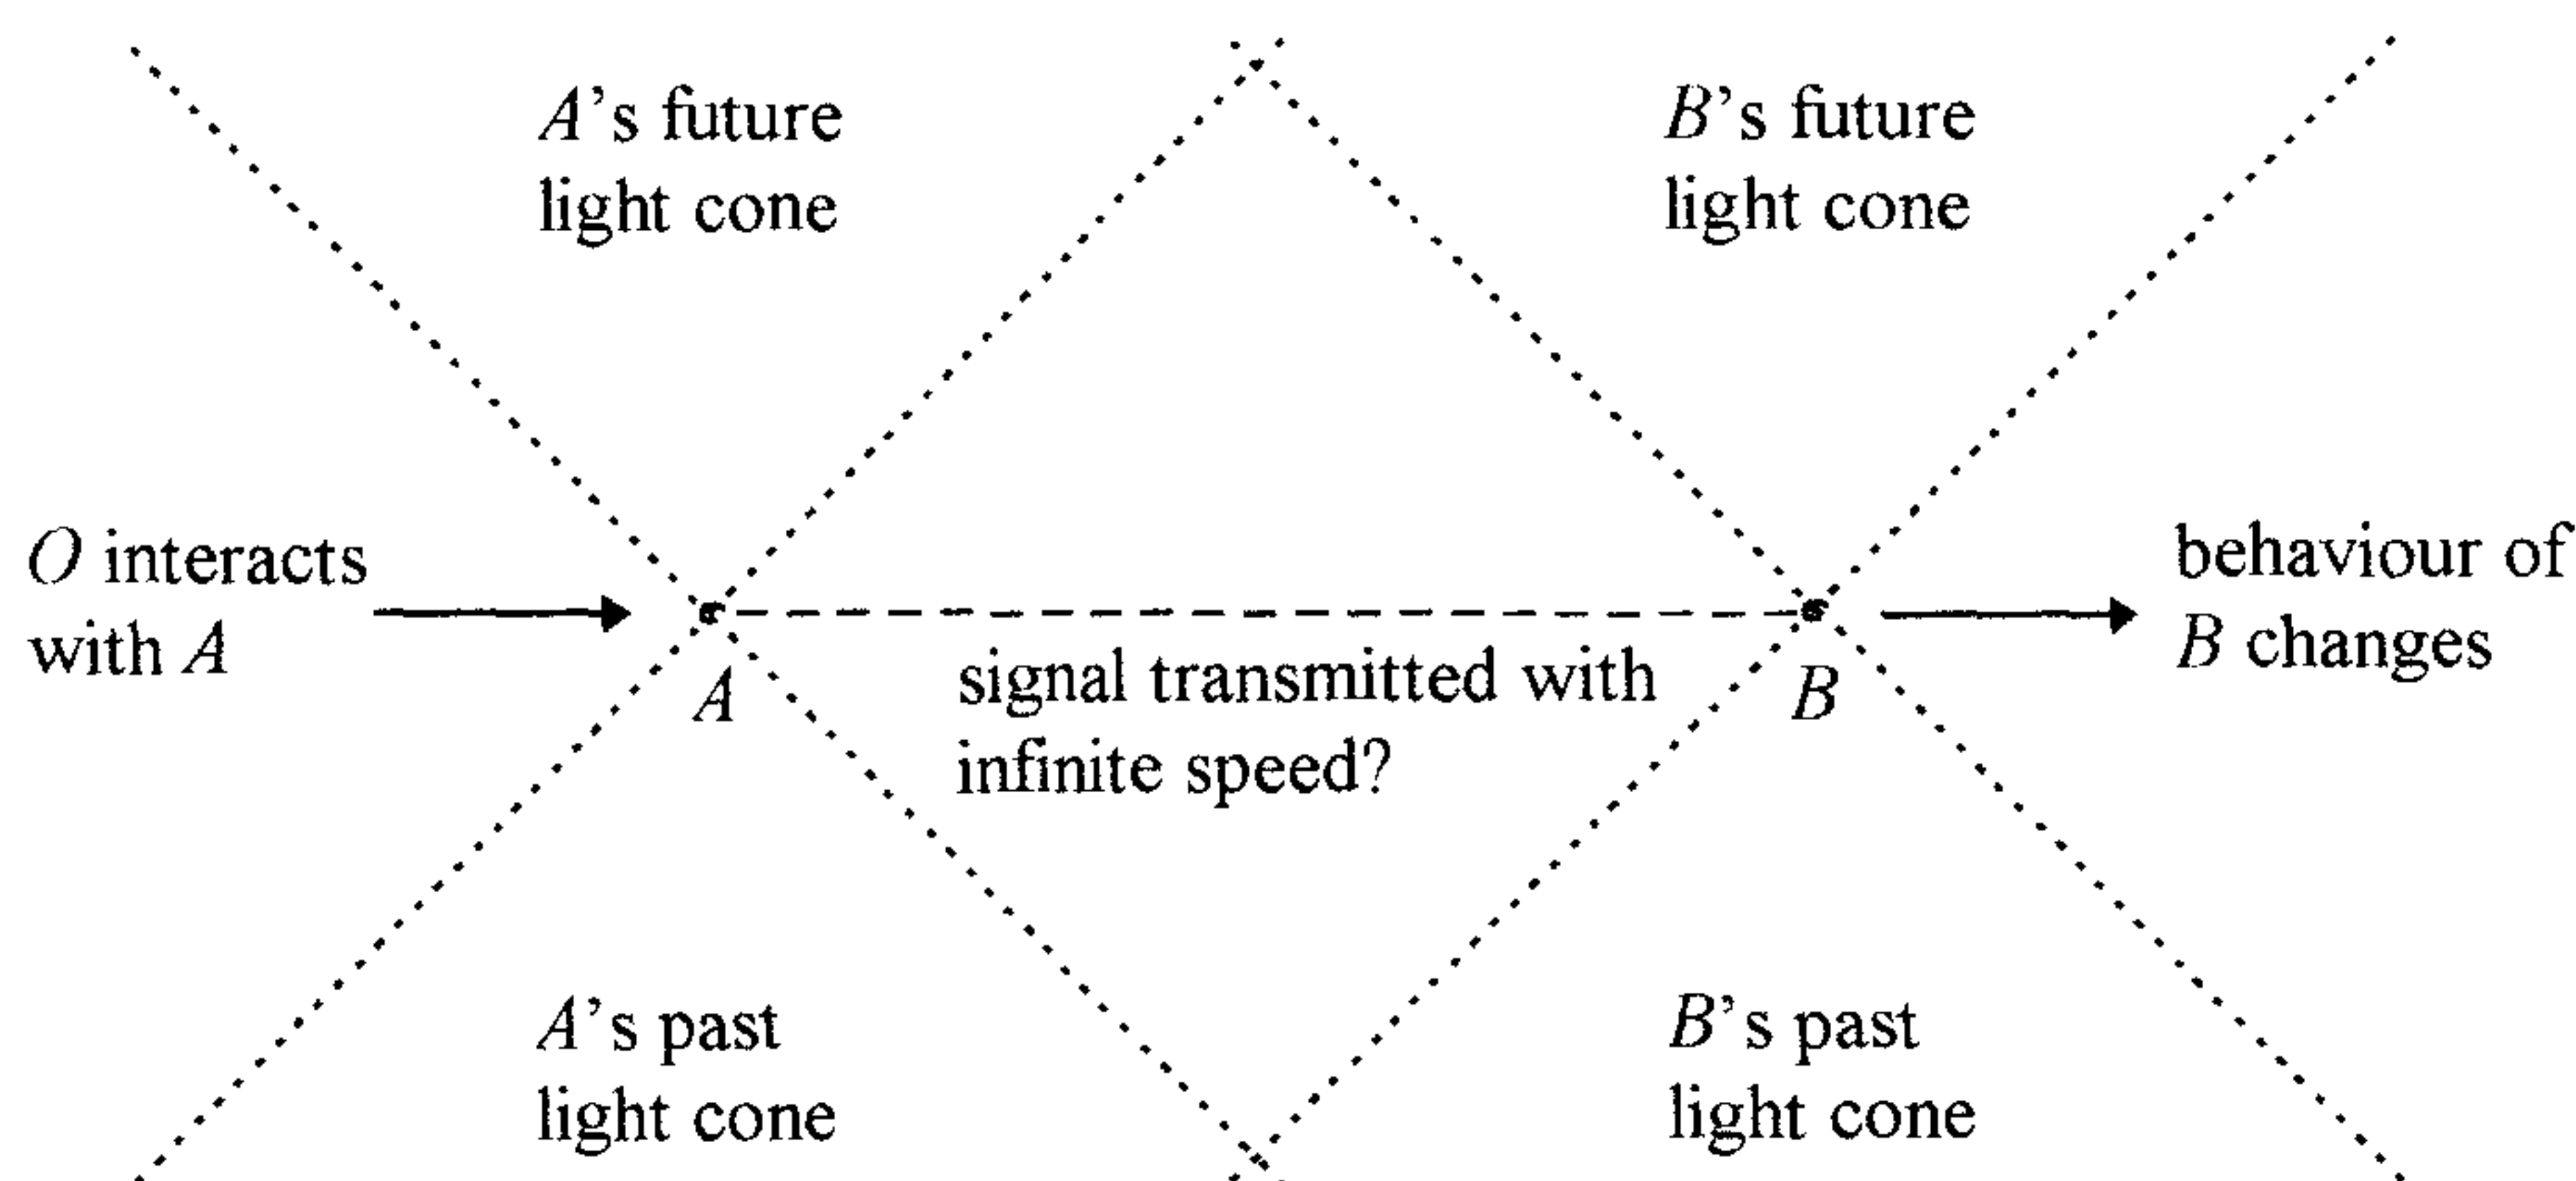 A’s future
light cone
B’s future
light cone
O interacts
with A
A
signal transmitted with
infinite speed?
B
behaviour of
B changes
A’s past
light cone
B’s past
light cone